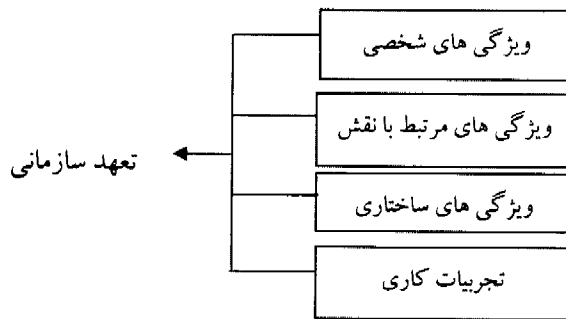 ویژگی های شخصی
ویژگی های مرتبط با نقش
تعهد سازمانی
ویژگی های ساختاری
تجربیات کاری